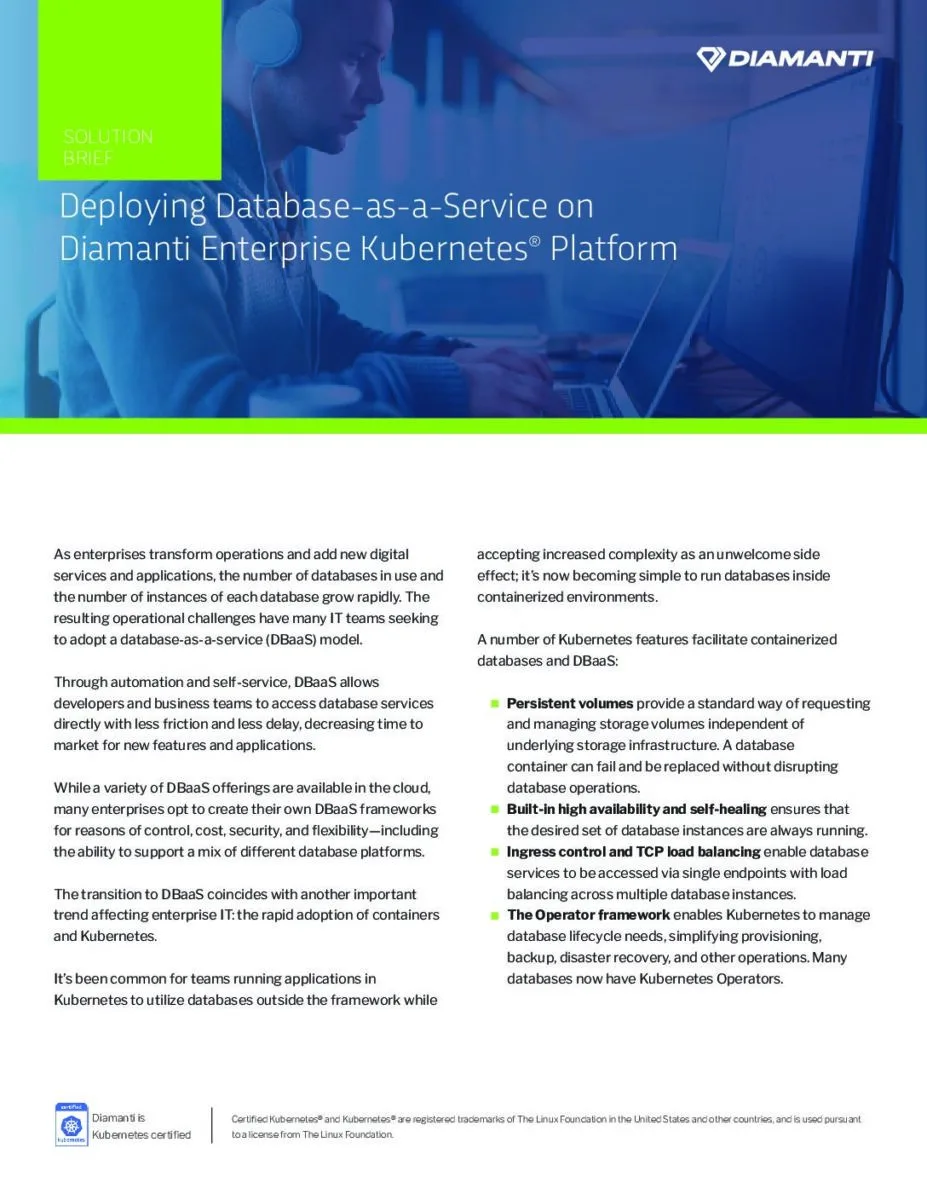 DIAMANTI
SOLUTION
BRIEF
Deploying Database-as-a-Service on
Diamanti Enterprise Kubernetes® Platform
As enterprises transform operations and add new digital
services and applications, the number of databases in use and
the number of instances of each database grow rapidly. The
resulting operational challenges have many IT teams seeking
to adopt a database-as-a-service (DBaaS) model.
Through automation and self-service, DBaaS allows
developers and business teams to access database services
directly with less friction and less delay, decreasing time to
market for new features and applications.
While a variety of DBaaS offerings are available in the cloud,
many enterprises opt to create their own DBaaS frameworks
for reasons of control, cost, security, and flexibility—including
the ability to support a mix of different database platforms.
The transition to DBaaS coincides with another important
trend affecting enterprise IT: the rapid adoption of containers
and Kubernetes.
It's been common for teams running applications in
Kubernetes to utilize databases outside the framework while
accepting increased complexity as an unwelcome side
effect; it's now becoming simple to run databases inside
containerized environments.
A number of Kubernetes features facilitate containerized
databases and DBaaS:
Persistent volumes provide a standard way of requesting
and managing storage volumes independent of
underlying storage infrastructure. A database
container can fail and be replaced without disrupting
database operations.
Built-in high availability and self-healing ensures that
the desired set of database instances are always running.
Ingress control and TCP load balancing enable database
services to be accessed via single endpoints with load
balancing across multiple database instances.
The Operator framework enables Kubernetes to manage
database lifecycle needs, simplifying provisioning,
backup, disaster recovery, and other operations. Many
databases now have Kubernetes Operators.
certified
kubernetes
Diamanti is
Kubernetes certified
Certified Kubernetes® and Kubernetes® are registered trademarks of The Linux Foundation in the United States and other countries, and is used pursuant
to a license from The Linux Foundation.